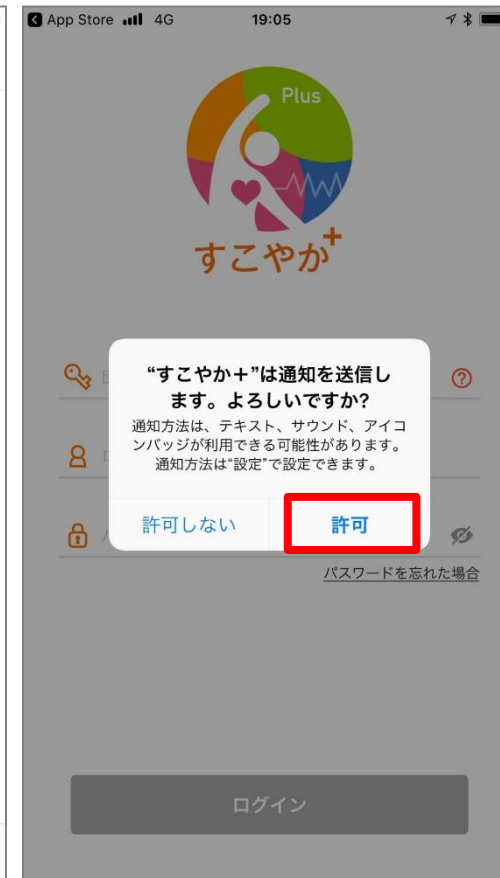 App Store 4G 19:05
Plus
すこやか+
“すこやか＋”は通知を送信し
ます。よろしいですか?
通知方法は、テキスト、サウンド、アイコ
ンバッジが利用できる可能性があります。
通知方法は“設定”で設定できます。
許可しない
許可
パスワードを忘れた場合
ログイン